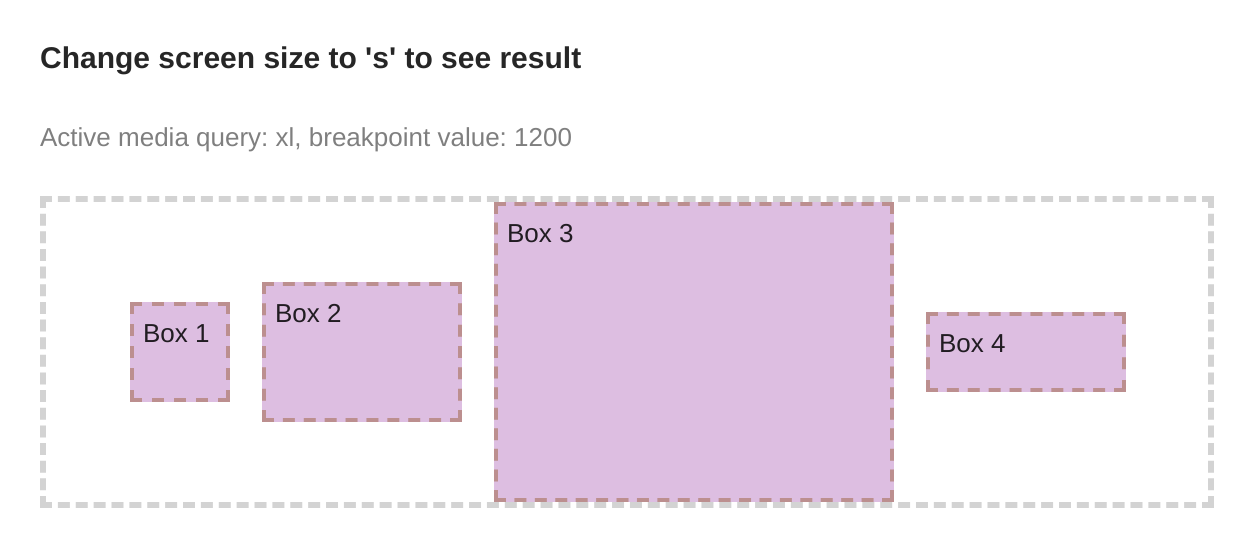 Change screen size to 's' to see result
Active media query: xl, breakpoint value: 1200
Box 1
Box 2
Box 3
Box 4